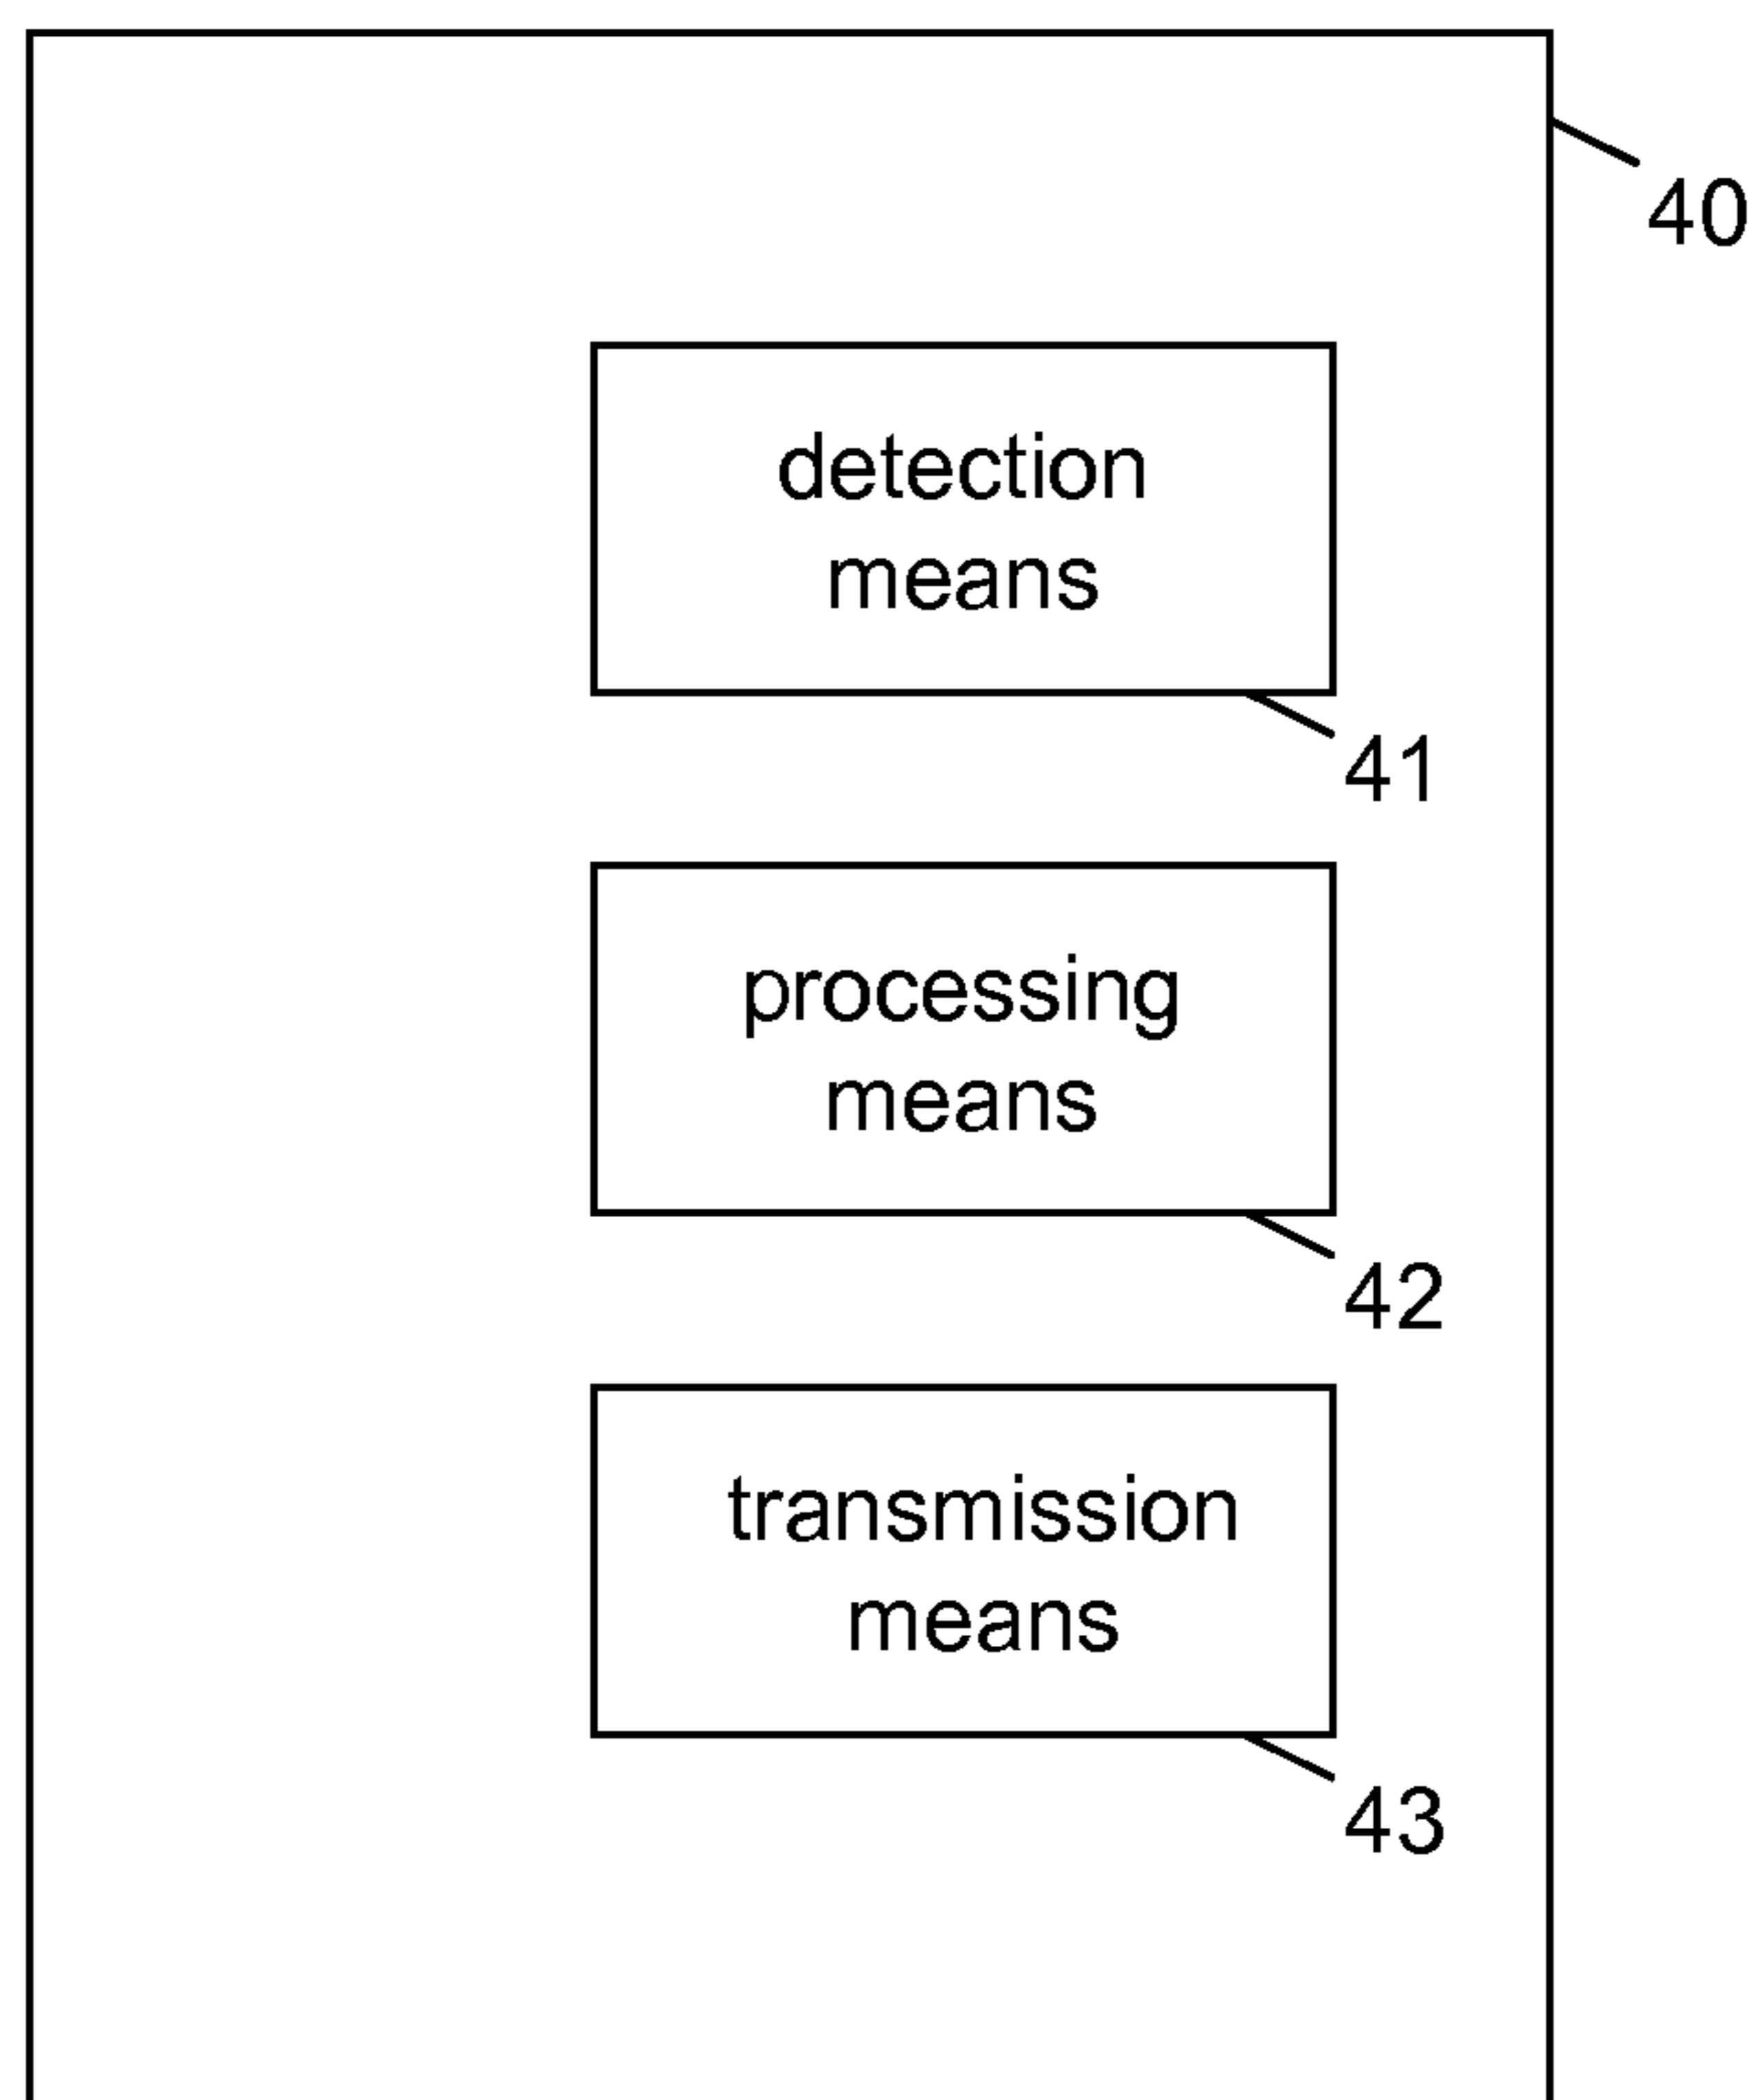 40
detection
means
41
processing
means
42
transmission
means
43